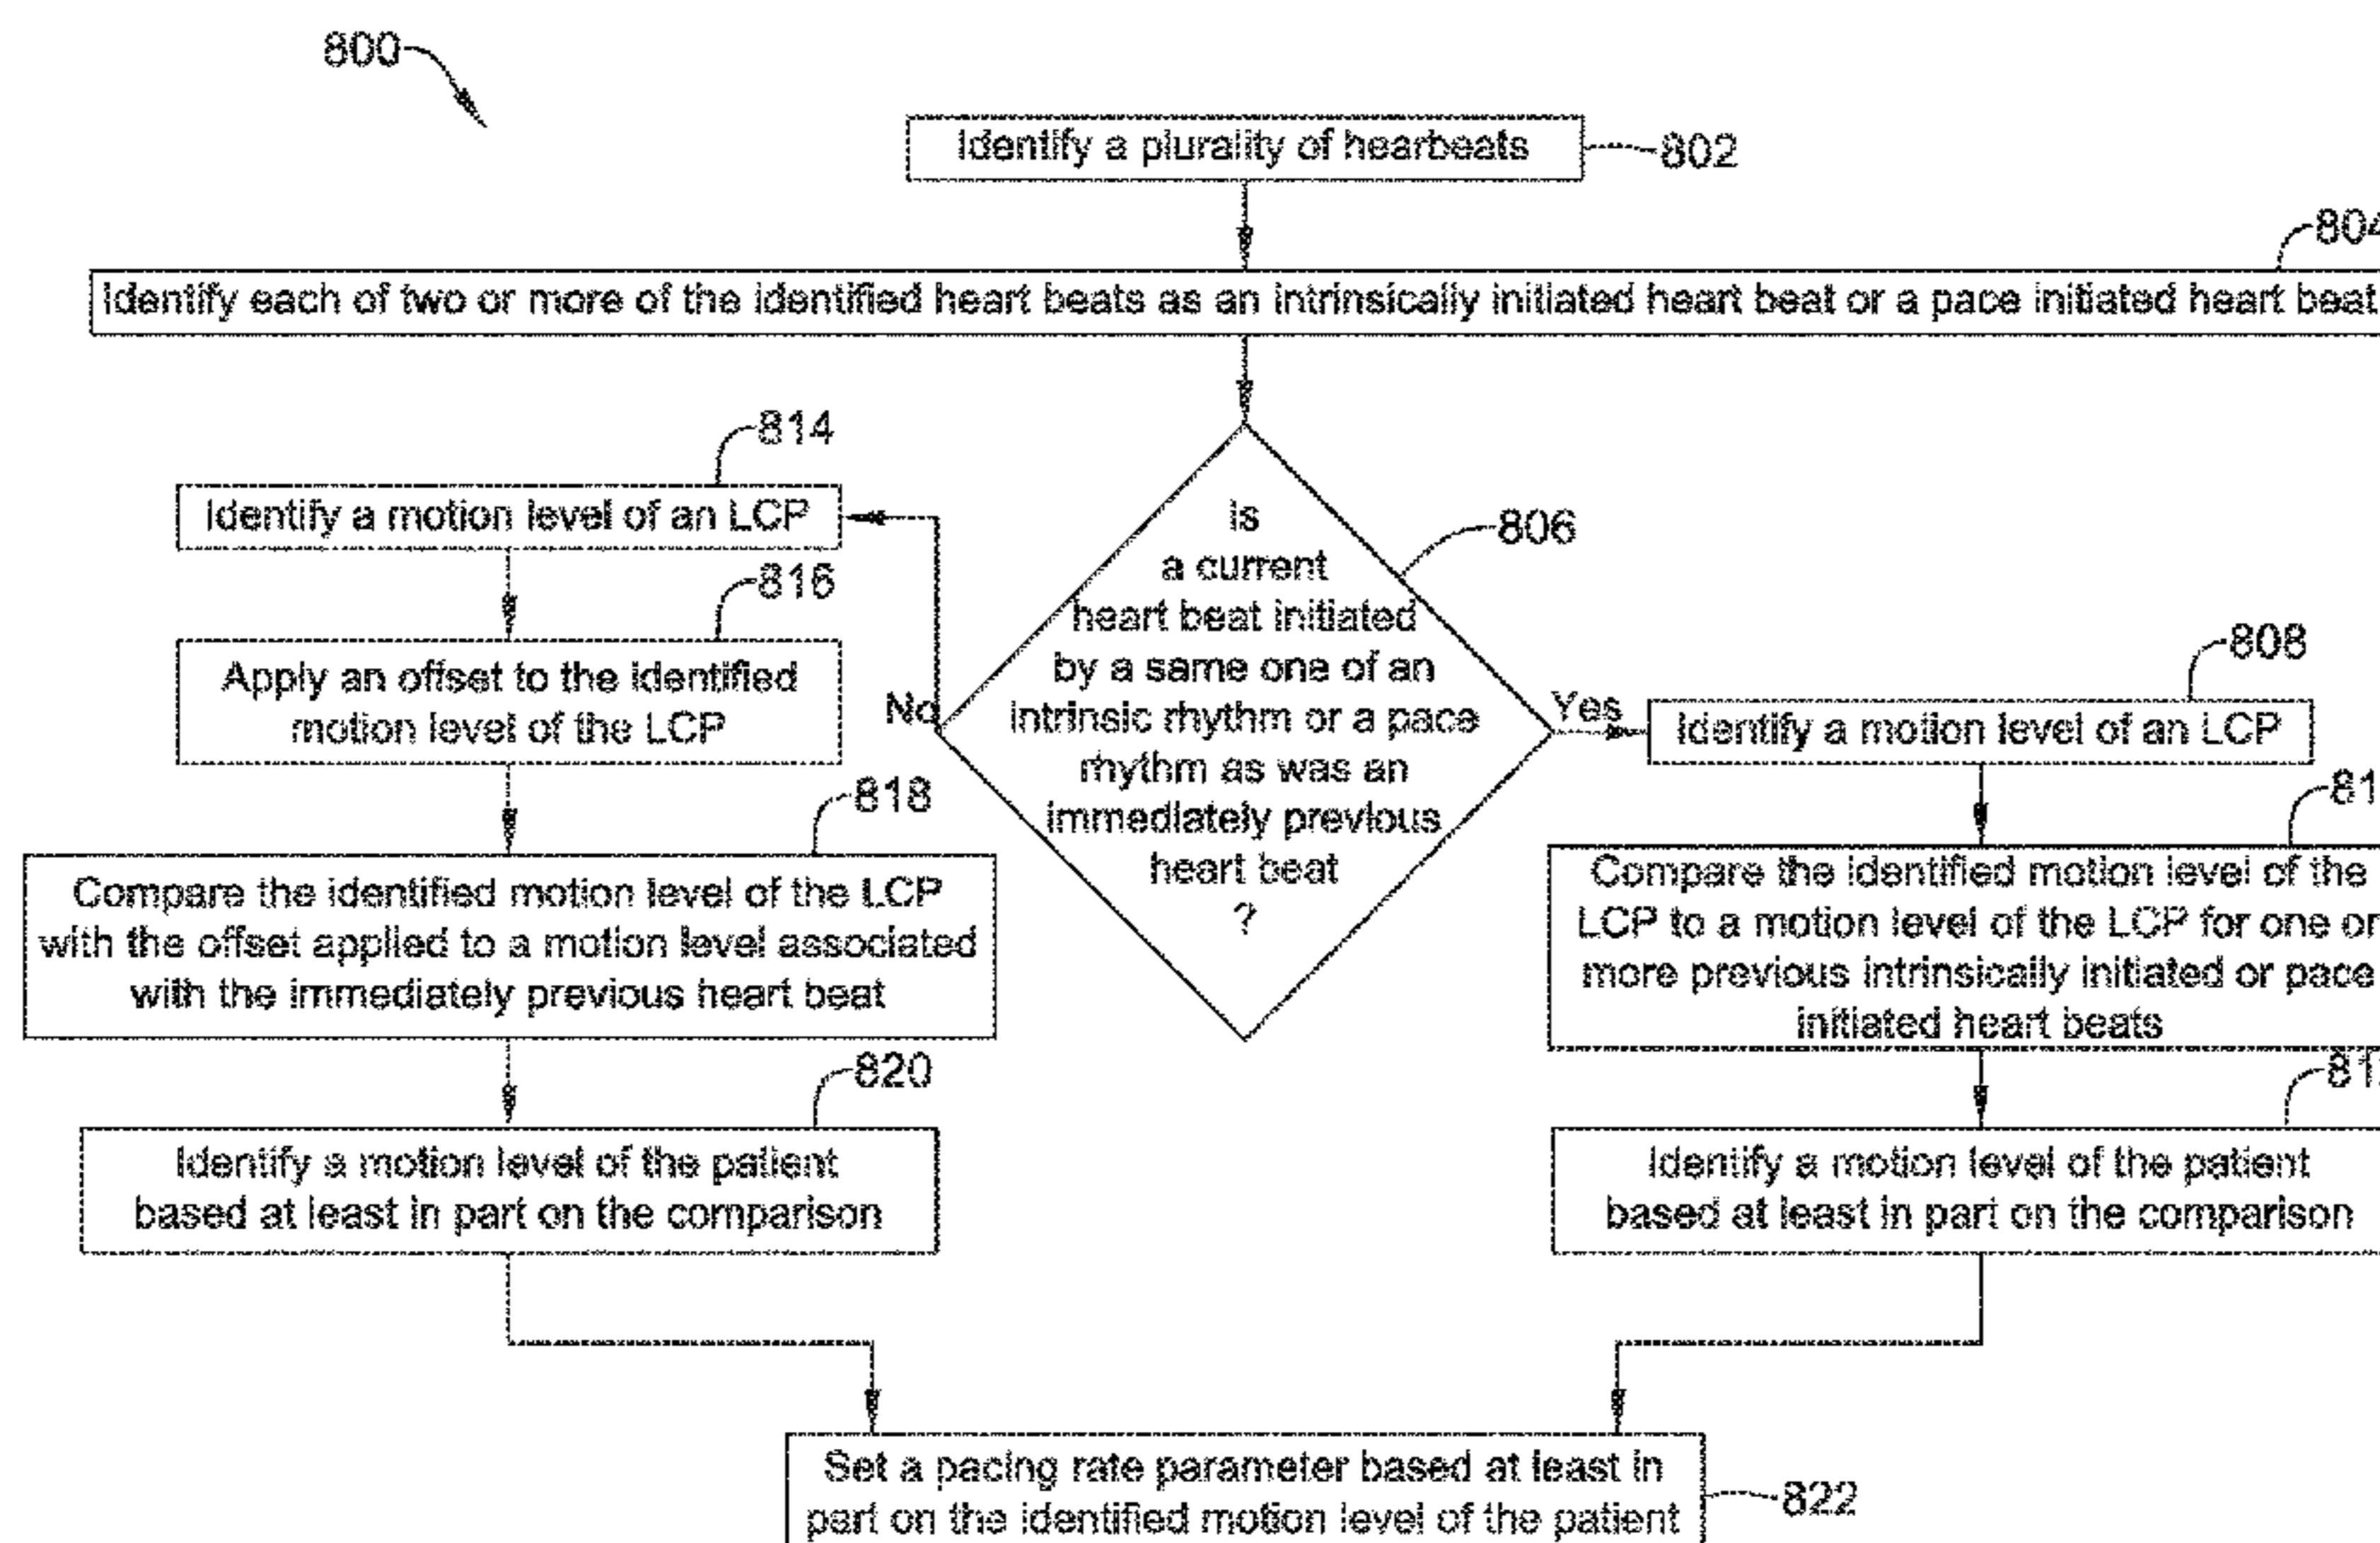 800
Identify a plurality of hearbeats
802
804
Identify each of two or more of the identified heart beats as an intrinsically initiated heart beat or a pace initiated heart beat
814
Identify a motion level of an LCP
816
Apply an offset to the identified
motion level of the LCP
818
Compare the identified motion level of the LCP
with the offset applied to a motion level associated
with the immediately previous heart beat
820
Identify a motion level of the patient
based at least in part on the comparison
No
Is
a current
heart beat initiated
by a same one of an
intrinsic rhythm or a pace
rhythm as was an
immediately previous
heart beat
?
806
Yes
808
Identify a motion level of an LCP
81
Compare the identified motion level of the
LCP to a motion level of the LCP for one or
more previous intrinsically initiated or pace
initiated heart beats
81
Identify a motion level of the patient
based at least in part on the comparison
Set a pacing rate parameter based at least in
part on the identified motion level of the patient
822